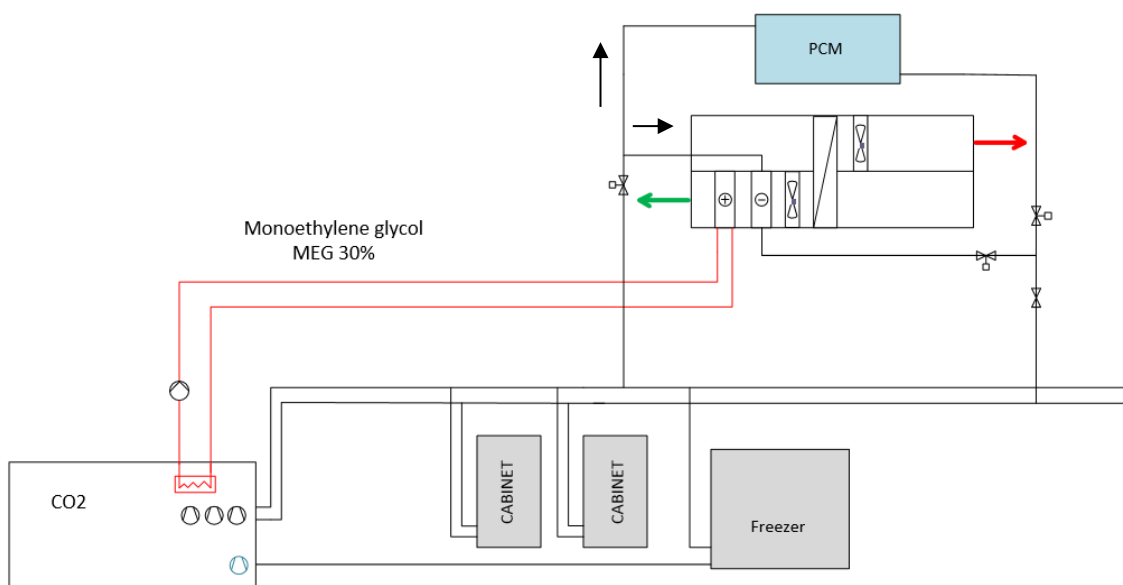 PCM
Monoethylene glycol
MEG 30%
CO2
CABINET
CABINET
Freezer